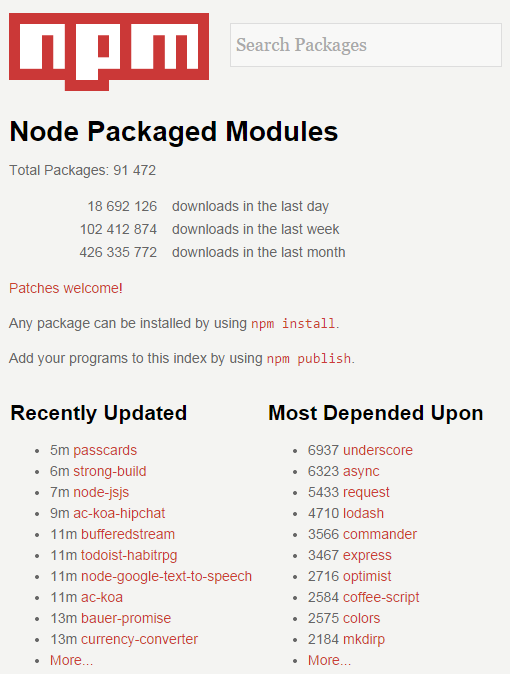 npm
Search Packages
Node Packaged Modules
Total Packages: 91 472
18 692 126 downloads in the last day
102 412 874 downloads in the last week
426 335 772 downloads in the last month
Patches welcome!
Any package can be installed by using npm install.
Add your programs to this index by using npm publish.
Recently Updated
5m passcards
6m strong-build
7m node-jsjs
9m ac-koa-hipchat
11m bufferedstream
11m todoist-habitrpg
11m node-google-text-to-speech
11m ac-koa
13m bauer-promise
13m currency-converter
More...
Most Depended Upon
6937 underscore
6323 async
5433 request
4710 lodash
3566 commander
3467 express
2716 optimist
2584 coffee-script
2575 colors
2184 mkdirp
More...